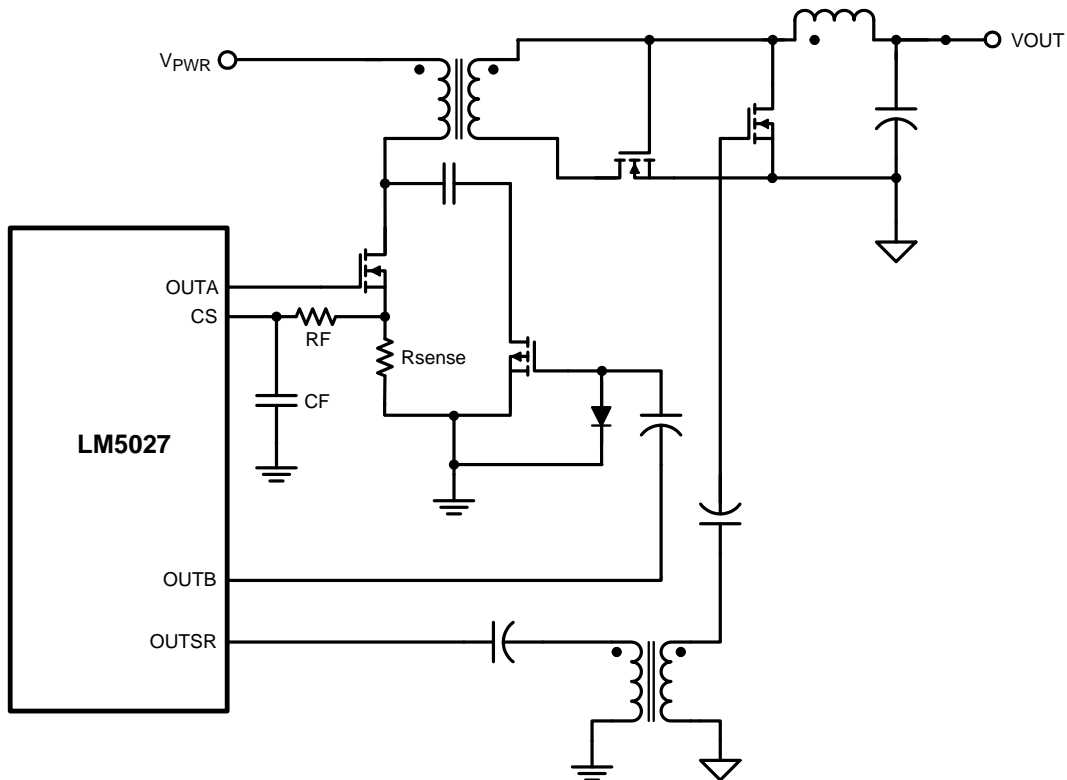 VPWR
VOUT
OUTA
CS
RF
Rsense
CF
LM5027
OUTB
OUTSR